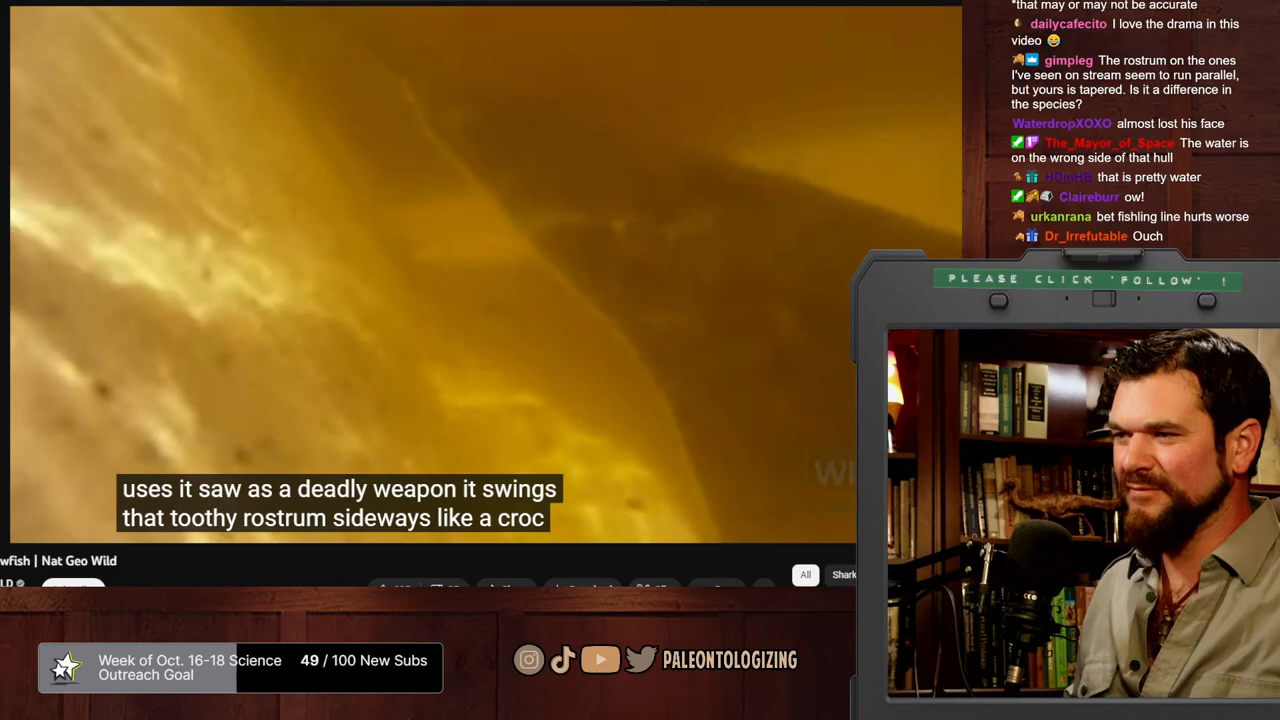 *that may or may not be accurate
dailycafecito I love the drama in this
video 😂
gimpleg The rostrum on the ones
I've seen on stream seem to run parallel,
but yours is tapered. Is it a difference in
the species?
WaterdropXOXO almost lost his face
The_Mayor_of_Space The water is
on the wrong side of that hull
HDinHB that is pretty water
Claireburr ow!
urkanrana bet fishling line hurts worse
Dr_Irrefutable Ouch
PLEASE CLICK 'FOLLOW' !
uses it saw as a deadly weapon it swings
that toothy rostrum sideways like a croc
wfish | Nat Geo Wild
All
Shark
Week of Oct. 16-18 Science
Outreach Goal
49 / 100 New Subs
PALEONTOLOGIZING